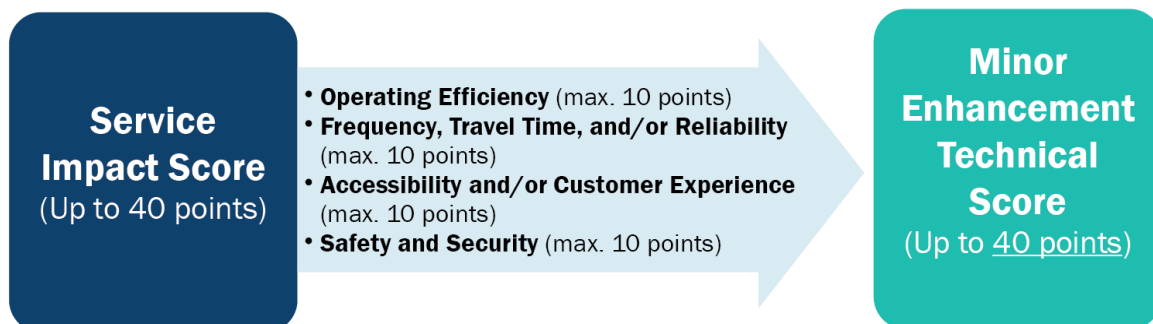 Service
Impact Score
(Up to 40 points)
• Operating Efficiency (max. 10 points)
• Frequency, Travel Time, and/or Reliability
(max. 10 points)
• Accessibility and/or Customer Experience
(max. 10 points)
• Safety and Security (max. 10 points)
Minor
Enhancement
Technical
Score
(Up to 40 points)